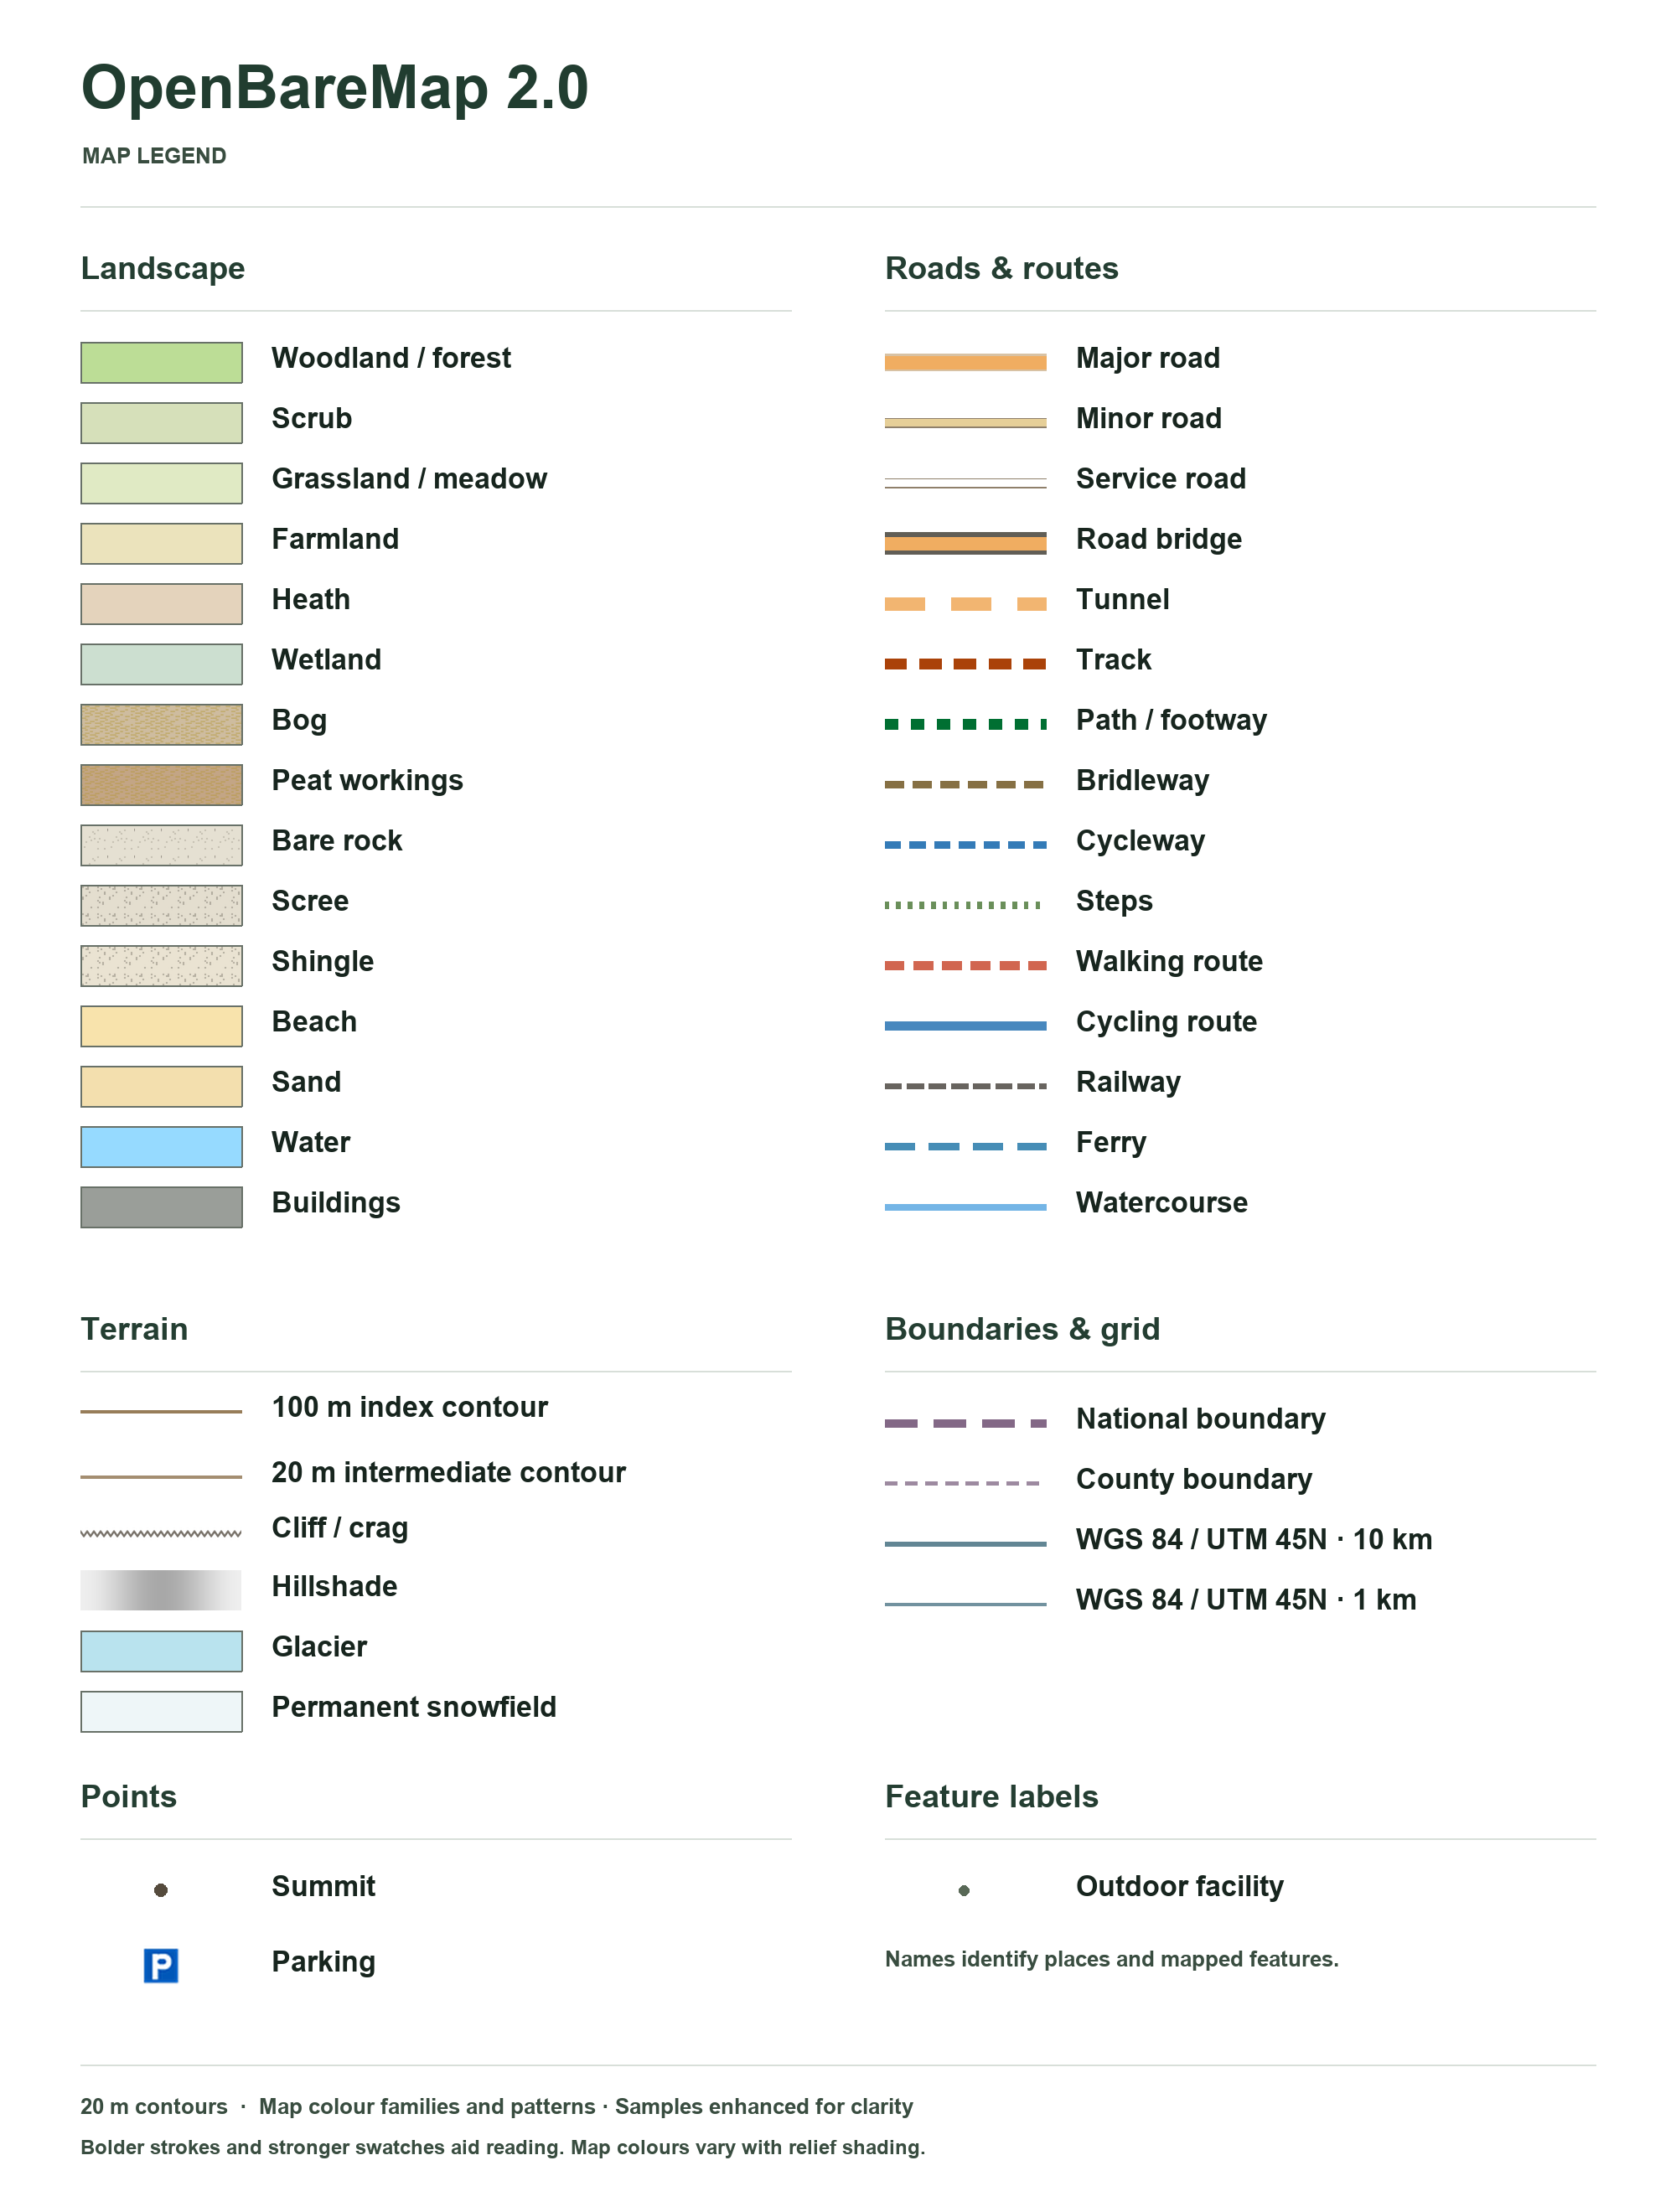 OpenBareMap 2.0
MAP LEGEND
Landscape
Woodland / forest
Scrub
Grassland / meadow
Farmland
Heath
Wetland
Bog
Peat workings
Bare rock
Scree
Shingle
Beach
Sand
Water
Buildings
Roads & routes
Major road
Minor road
Service road
Road bridge
Tunnel
Track
Path / footway
Bridleway
Cycleway
Steps
Walking route
Cycling route
Railway
Ferry
Watercourse
Terrain
100 m index contour
20 m intermediate contour
Cliff / crag
Hillshade
Glacier
Permanent snowfield
Boundaries & grid
National boundary
County boundary
WGS 84 / UTM 45N · 10 km
WGS 84 / UTM 45N · 1 km
Points
Summit
P Parking
Feature labels
Outdoor facility
Names identify places and mapped features.
20 m contours · Map colour families and patterns · Samples enhanced for clarity
Bolder strokes and stronger swatches aid reading. Map colours vary with relief shading.